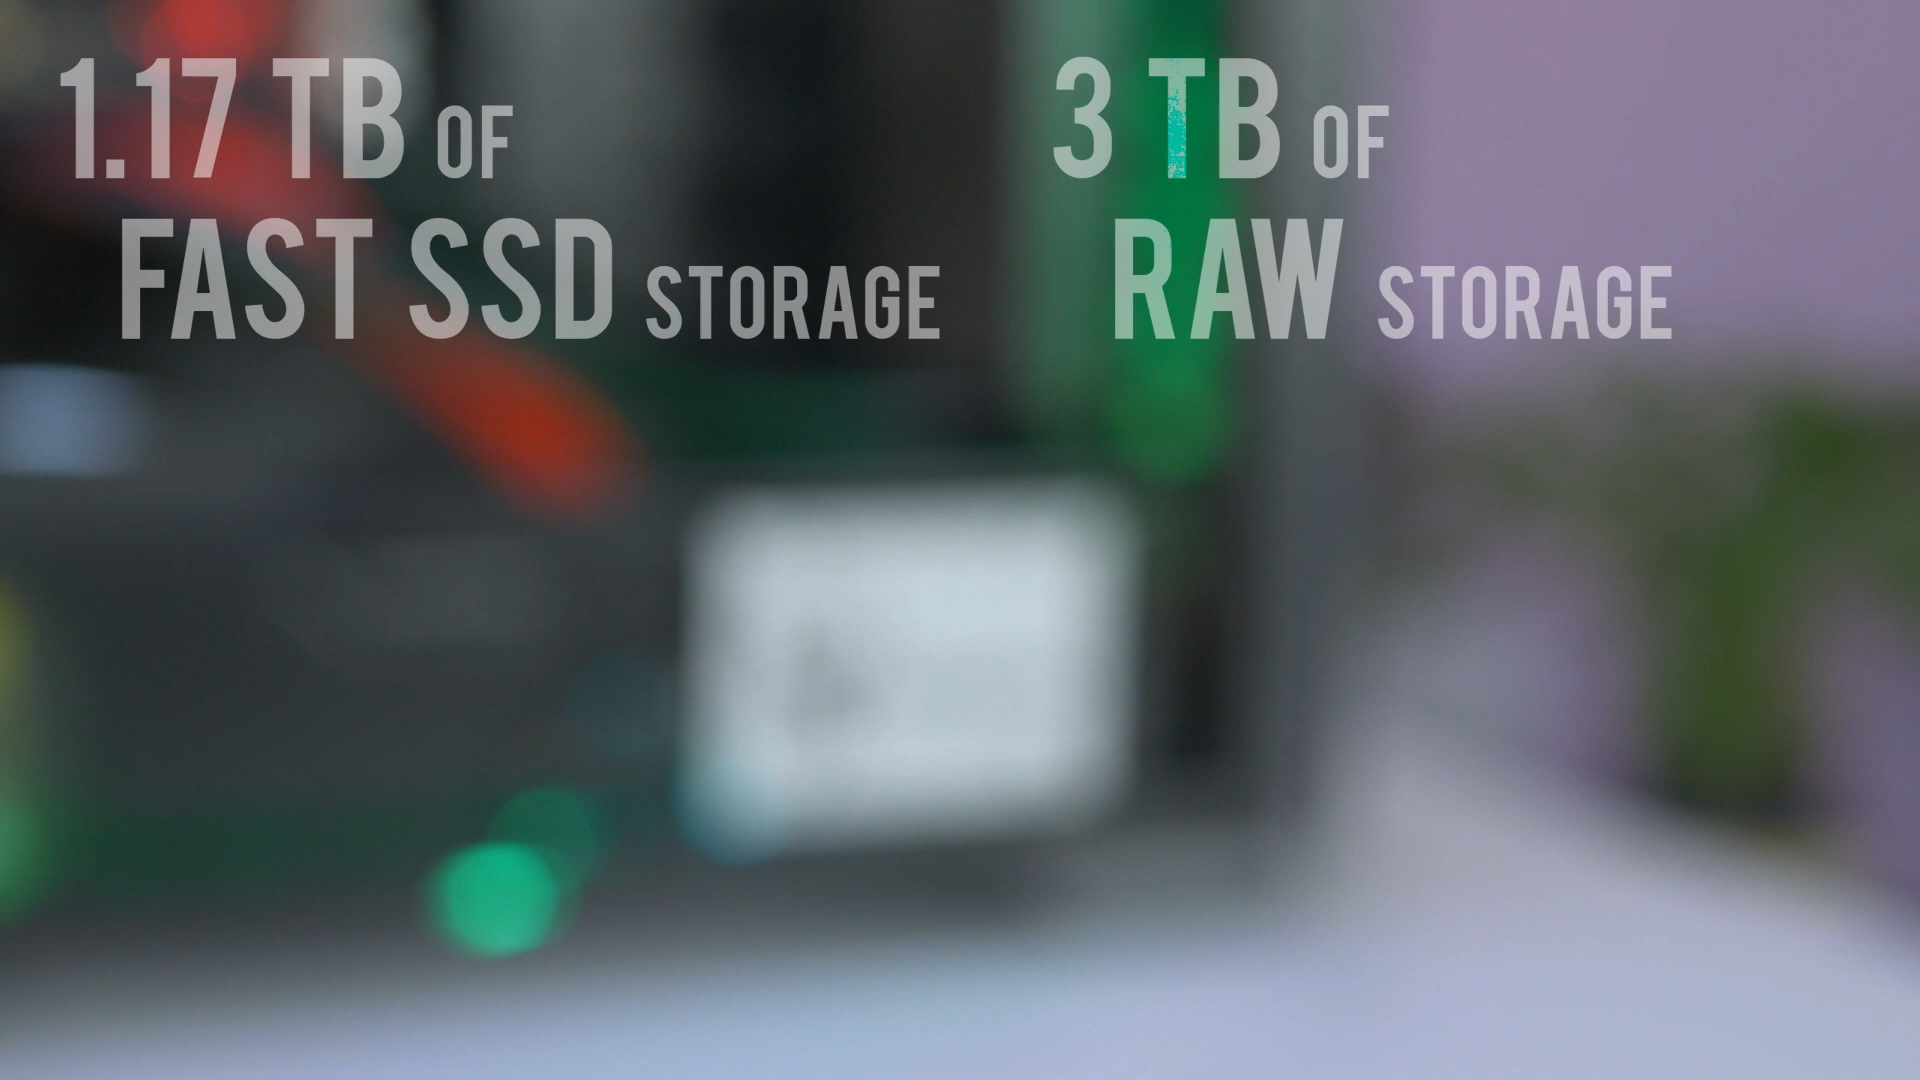 1.17 TB OF
FAST SSD STORAGE
3 TB OF
RAW STORAGE